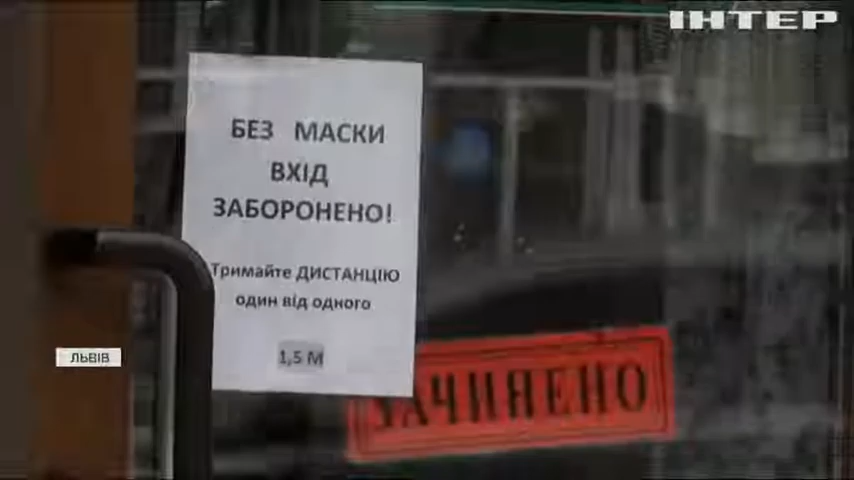 ІНТЕР
БЕЗ МАСКИ
ВХІД
ЗАБОРОНЕНО!
Тримайте ДИСТАНЦІЮ
один від одного
1,5 М
ЗАЧИНЕНО
ЛЬВІВ